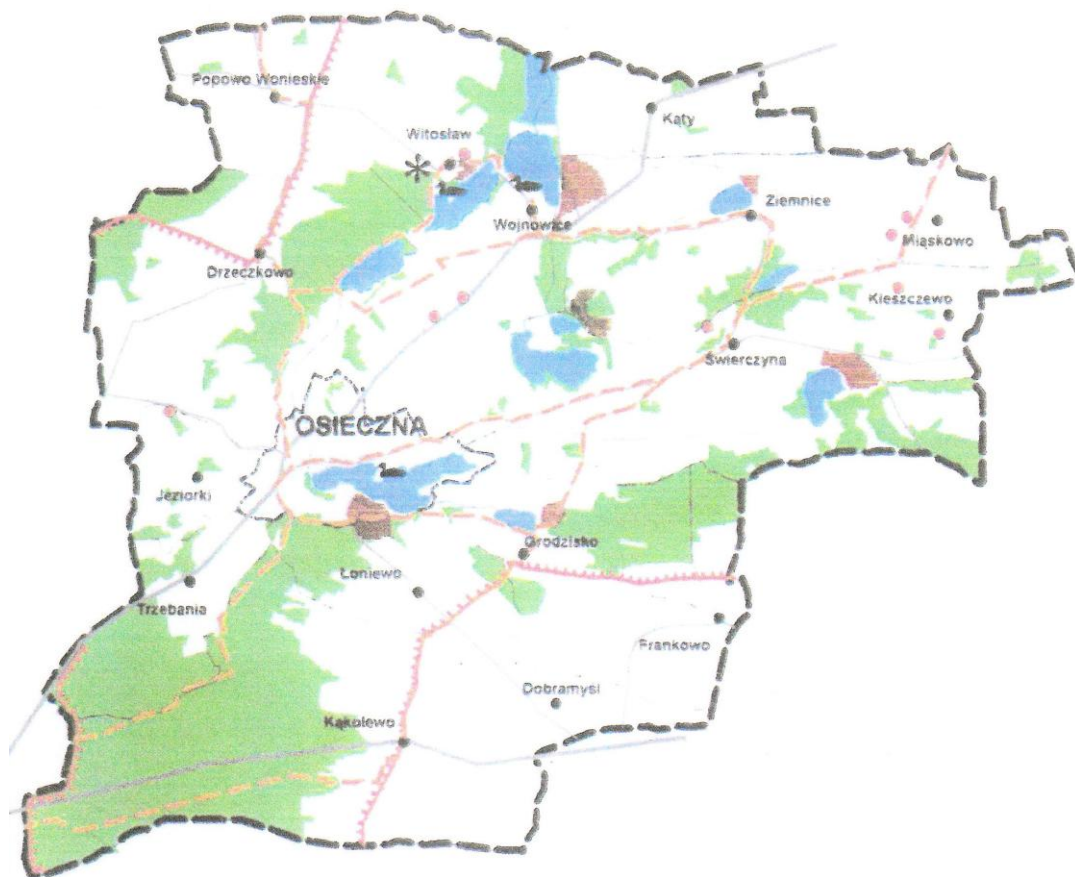 Popowo Wonieskie
Kąty
Witosław
Ziemnice
Wojnowice
Miąskowo
Drzeczkowo
Kleszczewo
Świerczyna
OSIECZNA
Jeziorki
Grodzisko
Łoniewo
Trzebania
Frankowo
Dobramyśl
Kąkolewo